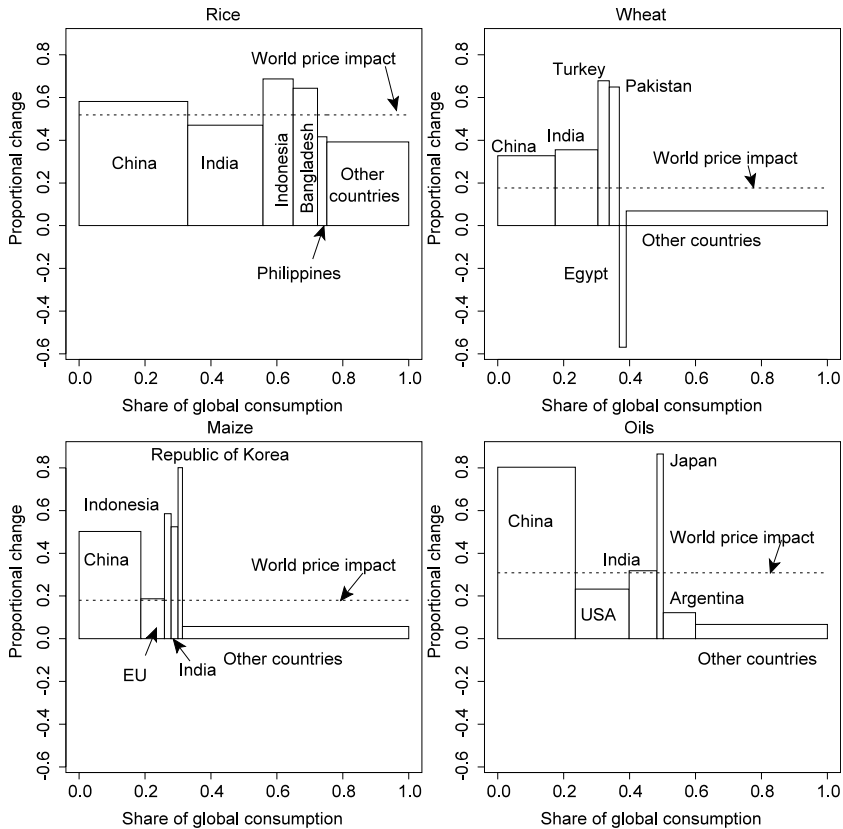 Rice
Proportional change
0.8
0.6
0.4
0.2
0.0
-0.2
-0.4
-0.6
World price impact
China
India
Indonesia
Bangladesh
Other
countries
Philippines
0.0 0.2 0.4 0.6 0.8 1.0
Share of global consumption
Wheat
Proportional change
0.8
0.6
0.4
0.2
0.0
-0.2
-0.4
-0.6
Turkey
Pakistan
China
India
World price impact
Other countries
Egypt
0.0 0.2 0.4 0.6 0.8 1.0
Share of global consumption
Maize
Proportional change
0.8
0.6
0.4
0.2
0.0
-0.2
-0.4
-0.6
Republic of Korea
Indonesia
China
World price impact
Other countries
EU
India
0.0 0.2 0.4 0.6 0.8 1.0
Share of global consumption
Oils
Proportional change
0.8
0.6
0.4
0.2
0.0
-0.2
-0.4
-0.6
Japan
China
World price impact
India
Argentina
USA
Other countries
0.0 0.2 0.4 0.6 0.8 1.0
Share of global consumption